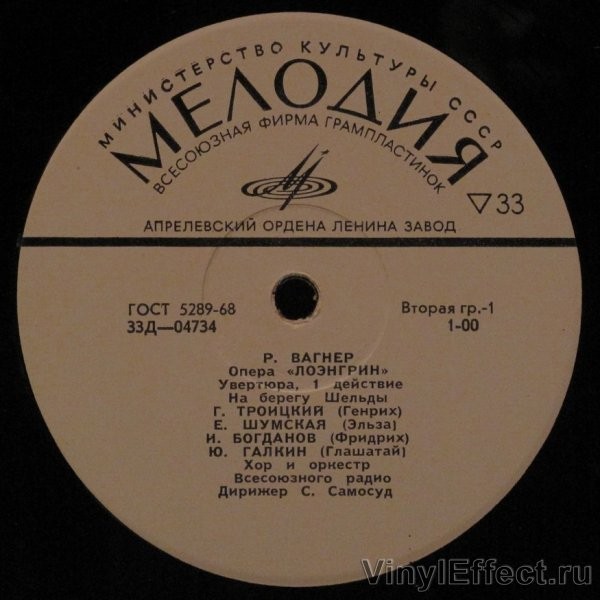 МИНИСТЕРСТВО КУЛЬТУРЫ СССР
МЕЛОДИЯ
ВСЕСОЮЗНАЯ ФИРМА ГРАМПЛАСТИНОК
33
АПРЕЛЕВСКИЙ ОРДЕНА ЛЕНИНА ЗАВОД
ГОСТ 5289-68
33Д—04734
Вторая гр.-1
1-00
Р. ВАГНЕР
Опера «ЛОЭНГРИН»
Увертюра, 1 действие
На берегу Шельды
Г. ТРОИЦКИЙ (Генрих)
Е. ШУМСКАЯ (Эльза)
И. БОГДАНОВ (Фридрих)
Ю. ГАЛКИН (Глашатай)
Хор и оркестр
Всесоюзного радио
Дирижер С. Самосуд
VinylEffect.ru